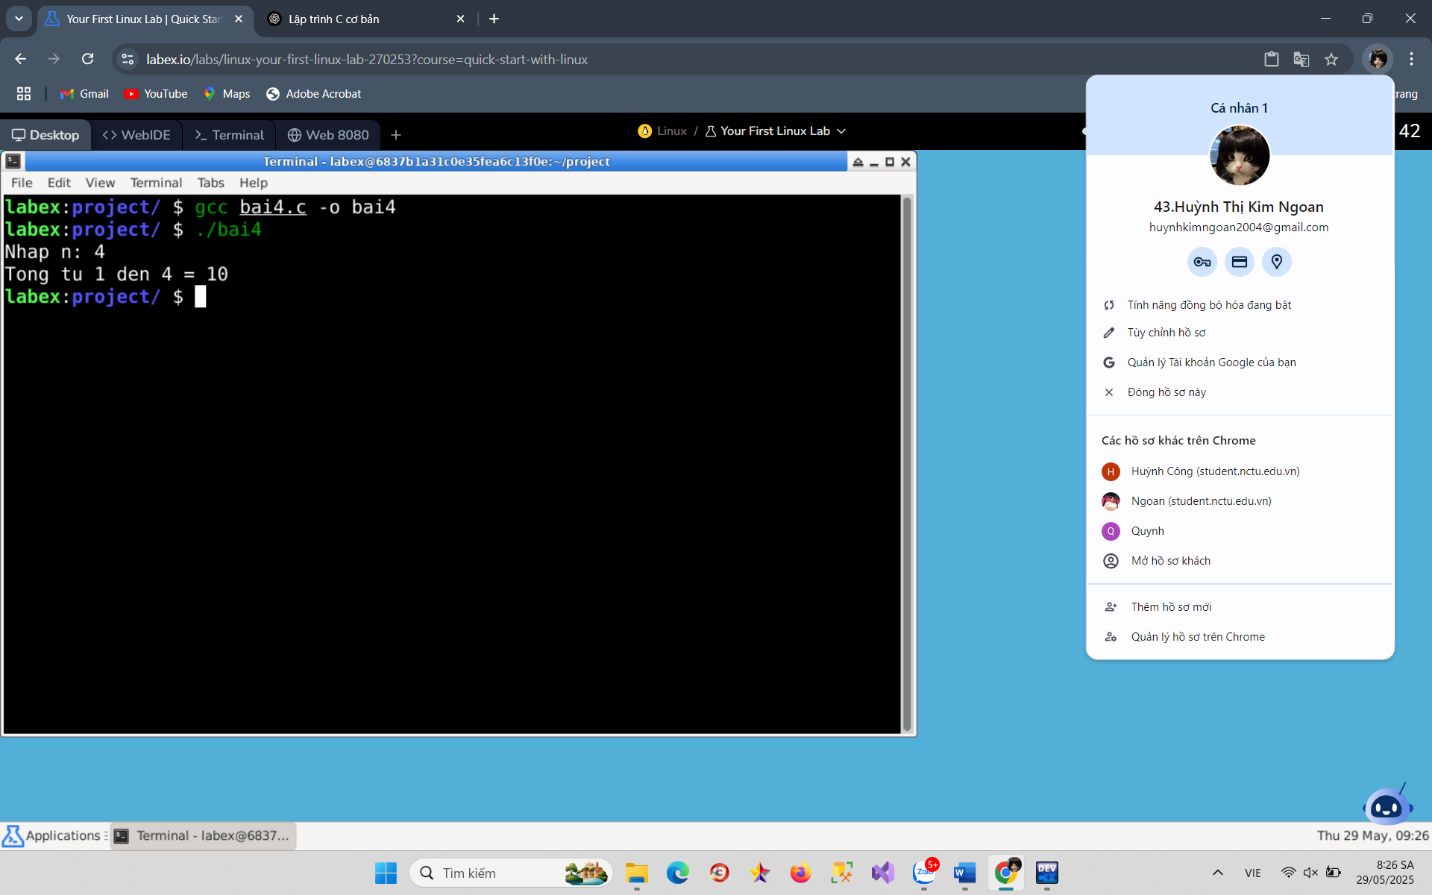 Your First Linux Lab | Quick Star
Lập trình C cơ bản
labex.io/labs/linux-your-first-linux-lab-270253?course=quick-start-with-linux
Gmail
YouTube
Maps
Adobe Acrobat
trang
Desktop
WebIDE
Terminal
Web 8080
Linux / Your First Linux Lab
42
Terminal - labex@6837b1a31c0e35fea6c13f0e:~/project
File Edit View Terminal Tabs Help
labex:project/ $ gcc bai4.c -o bai4
labex:project/ $ ./bai4
Nhap n: 4
Tong tu 1 den 4 = 10
labex:project/ $
Cá nhân 1
43.Huỳnh Thị Kim Ngoan
huynhkimngoan2004@gmail.com
Tính năng đồng bộ hóa đang bật
Tùy chỉnh hồ sơ
Quản lý Tài khoản Google của bạn
Đóng hồ sơ này
Các hồ sơ khác trên Chrome
H
Huỳnh Công (student.nctu.edu.vn)
Ngoan (student.nctu.edu.vn)
Q
Quynh
Mở hồ sơ khách
Thêm hồ sơ mới
Quản lý hồ sơ trên Chrome
Applications
Terminal - labex@6837...
Thu 29 May, 09:26
Tìm kiếm
Zalo
5+
W
DEV
VIE
8:26 SA
29/05/2025